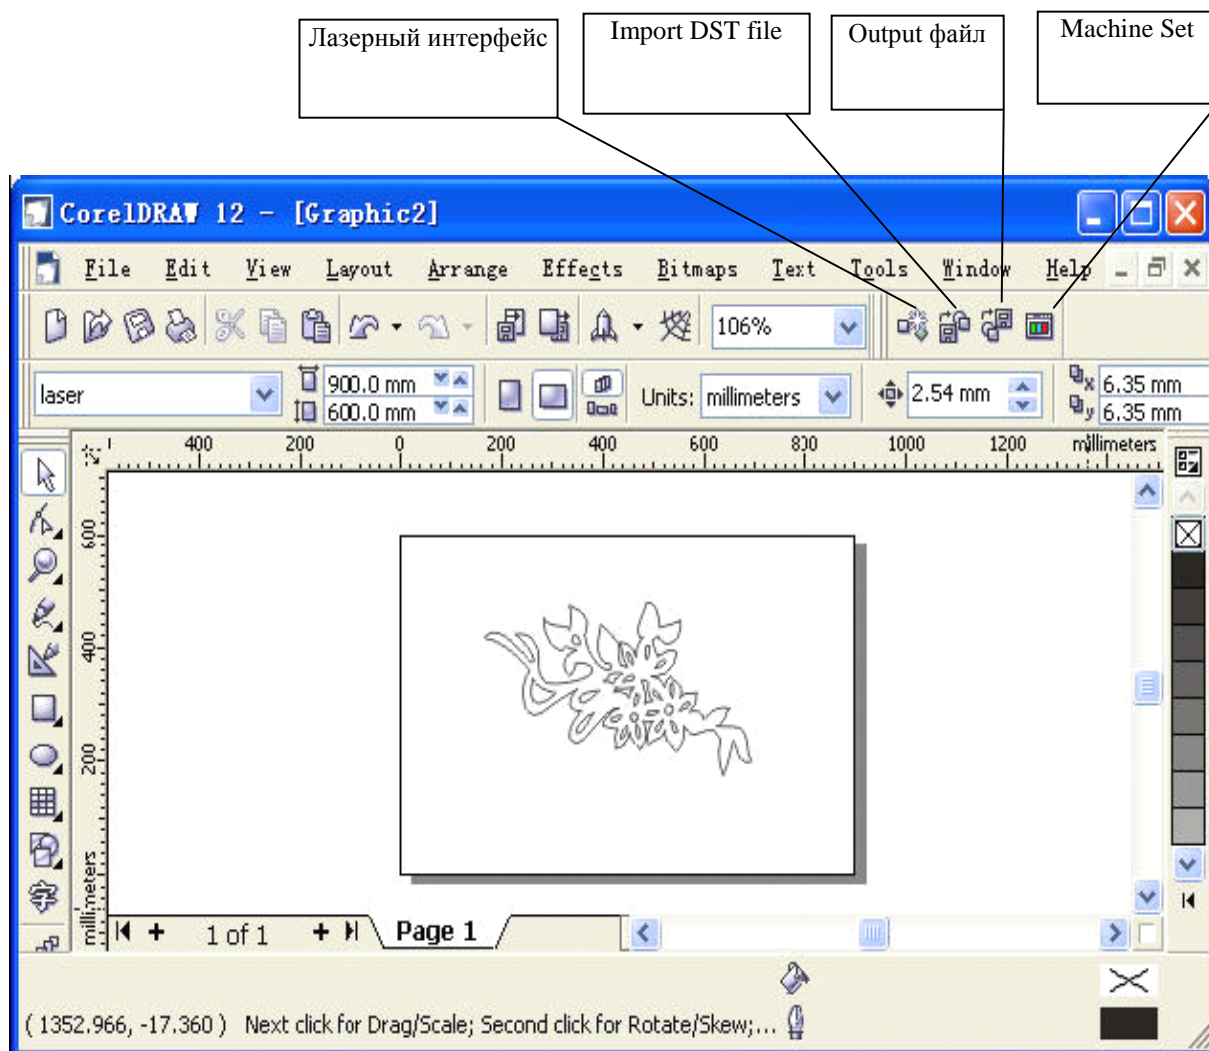 Лазерный интерфейс
Import DST file
Output файл
Machine Set
CorelDRAW 12 - [Graphic2]
File Edit View Layout Arrange Effects Bitmaps Text Tools Window Help
106%
laser
900.0 mm
600.0 mm
Units: millimeters
2.54 mm
x 6.35 mm
y 6.35 mm
400 200 0 200 400 600 800 1000 1200 millimeters
600
400
200
millimeters
字
1 of 1
Page 1
( 1352.966, -17.360 ) Next click for Drag/Scale; Second click for Rotate/Skew;...